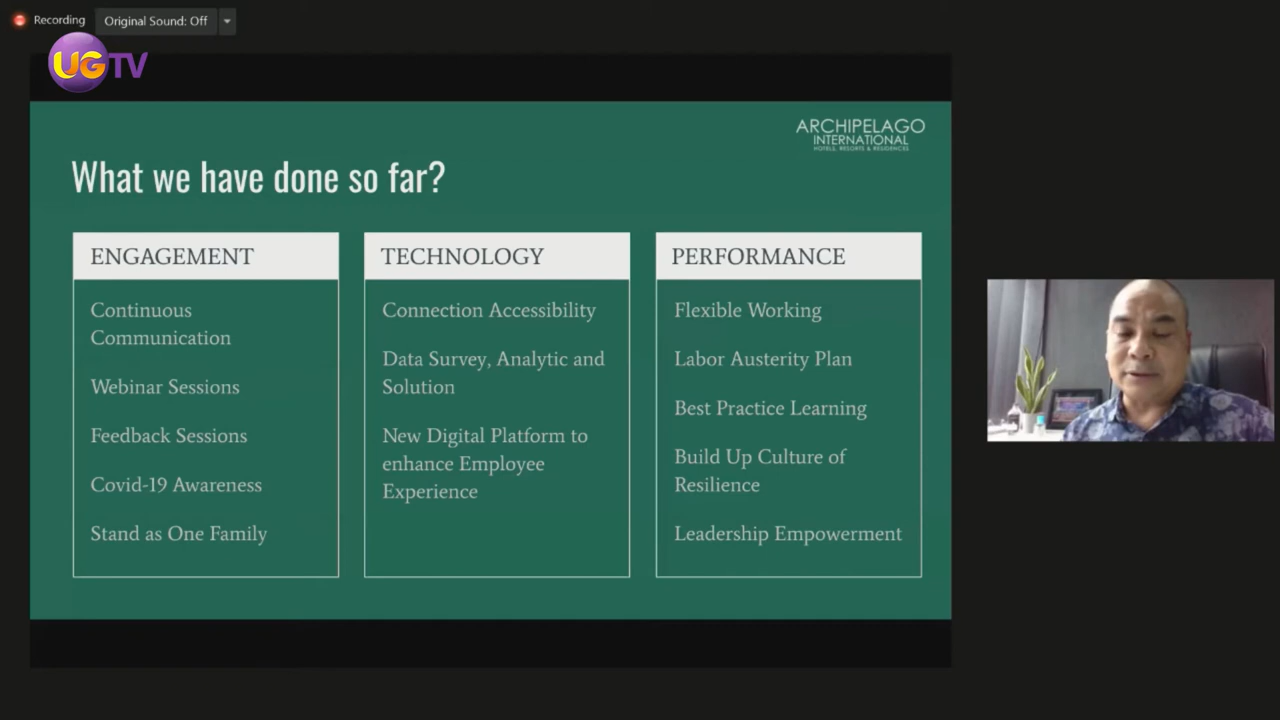 Recording
Original Sound: Off
UGTV
ARCHIPELAGO
INTERNATIONAL
HOTELS, RESORTS & RESIDENCES
What we have done so far?
ENGAGEMENT
Continuous
Communication
Webinar Sessions
Feedback Sessions
Covid-19 Awareness
Stand as One Family
TECHNOLOGY
Connection Accessibility
Data Survey, Analytic and
Solution
New Digital Platform to
enhance Employee
Experience
PERFORMANCE
Flexible Working
Labor Austerity Plan
Best Practice Learning
Build Up Culture of
Resilience
Leadership Empowerment